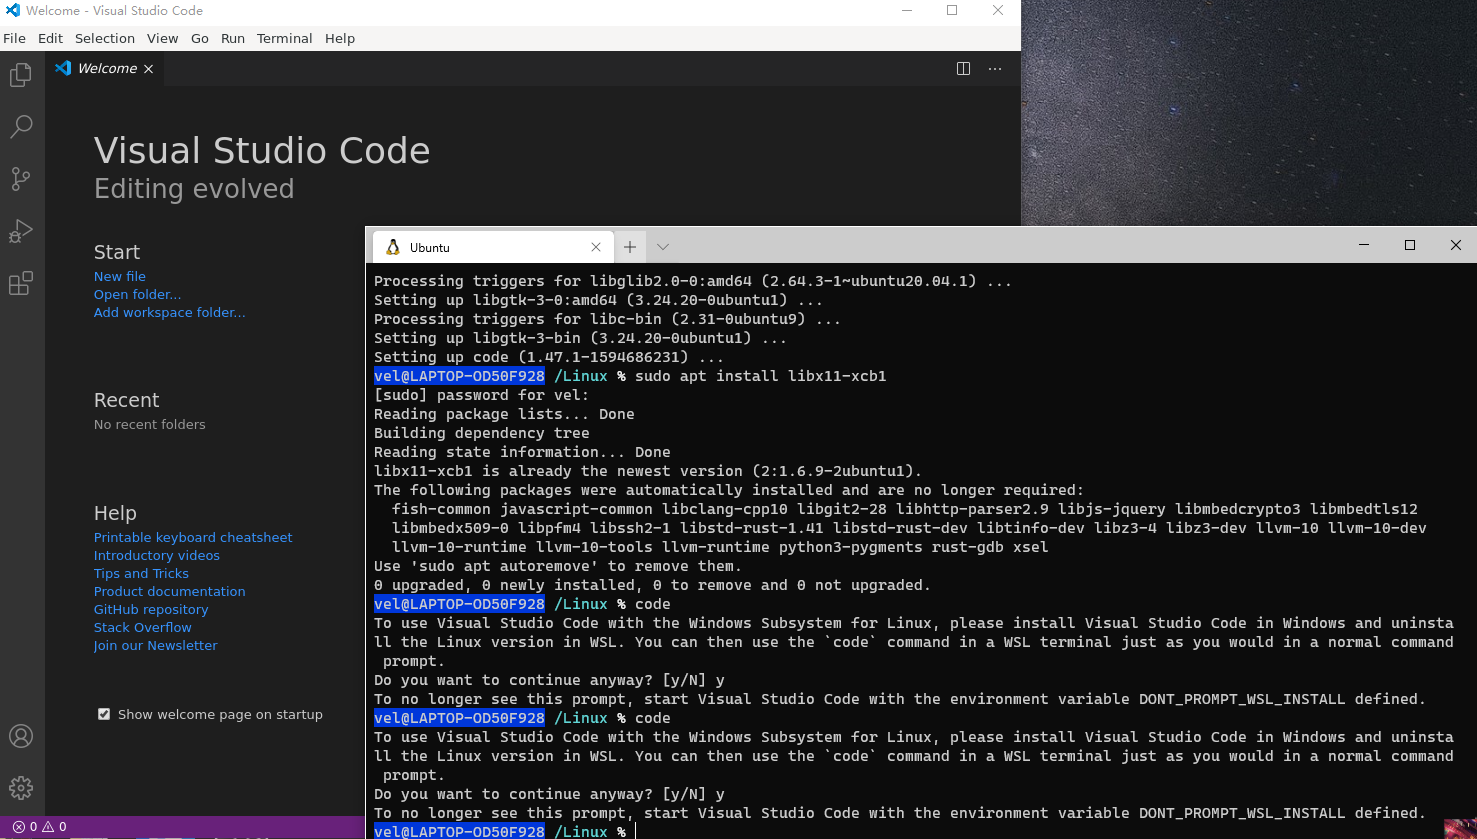 Welcome - Visual Studio Code
File Edit Selection View Go Run Terminal Help
Welcome
Visual Studio Code
Editing evolved
Start
New file
Open folder...
Add workspace folder...
Recent
No recent folders
Help
Printable keyboard cheatsheet
Introductory videos
Tips and Tricks
Product documentation
GitHub repository
Stack Overflow
Join our Newsletter
Show welcome page on startup
0 0
Ubuntu
Processing triggers for libglib2.0-0:amd64 (2.64.3-1~ubuntu20.04.1) ...
Setting up libgtk-3-0:amd64 (3.24.20-0ubuntu1) ...
Processing triggers for libc-bin (2.31-0ubuntu9) ...
Setting up libgtk-3-bin (3.24.20-0ubuntu1) ...
Setting up code (1.47.1-1594686231) ...
vel@LAPTOP-OD50F928 /Linux % sudo apt install libx11-xcb1
[sudo] password for vel:
Reading package lists... Done
Building dependency tree
Reading state information... Done
libx11-xcb1 is already the newest version (2:1.6.9-2ubuntu1).
The following packages were automatically installed and are no longer required:
fish-common javascript-common libclang-cpp10 libgit2-28 libhttp-parser2.9 libjs-jquery libmbedcrypto3 libmbedtls12
libmbedx509-0 libpfm4 libssh2-1 libstd-rust-1.41 libstd-rust-dev libtinfo-dev libz3-4 libz3-dev llvm-10 llvm-10-dev
llvm-10-runtime llvm-10-tools llvm-runtime python3-pygments rust-gdb xsel
Use 'sudo apt autoremove' to remove them.
0 upgraded, 0 newly installed, 0 to remove and 0 not upgraded.
vel@LAPTOP-OD50F928 /Linux % code
To use Visual Studio Code with the Windows Subsystem for Linux, please install Visual Studio Code in Windows and uninsta
ll the Linux version in WSL. You can then use the `code` command in a WSL terminal just as you would in a normal command
prompt.
Do you want to continue anyway? [y/N] y
To no longer see this prompt, start Visual Studio Code with the environment variable DONT_PROMPT_WSL_INSTALL defined.
vel@LAPTOP-OD50F928 /Linux % code
To use Visual Studio Code with the Windows Subsystem for Linux, please install Visual Studio Code in Windows and uninsta
ll the Linux version in WSL. You can then use the `code` command in a WSL terminal just as you would in a normal command
prompt.
Do you want to continue anyway? [y/N] y
To no longer see this prompt, start Visual Studio Code with the environment variable DONT_PROMPT_WSL_INSTALL defined.
vel@LAPTOP-OD50F928 /Linux %